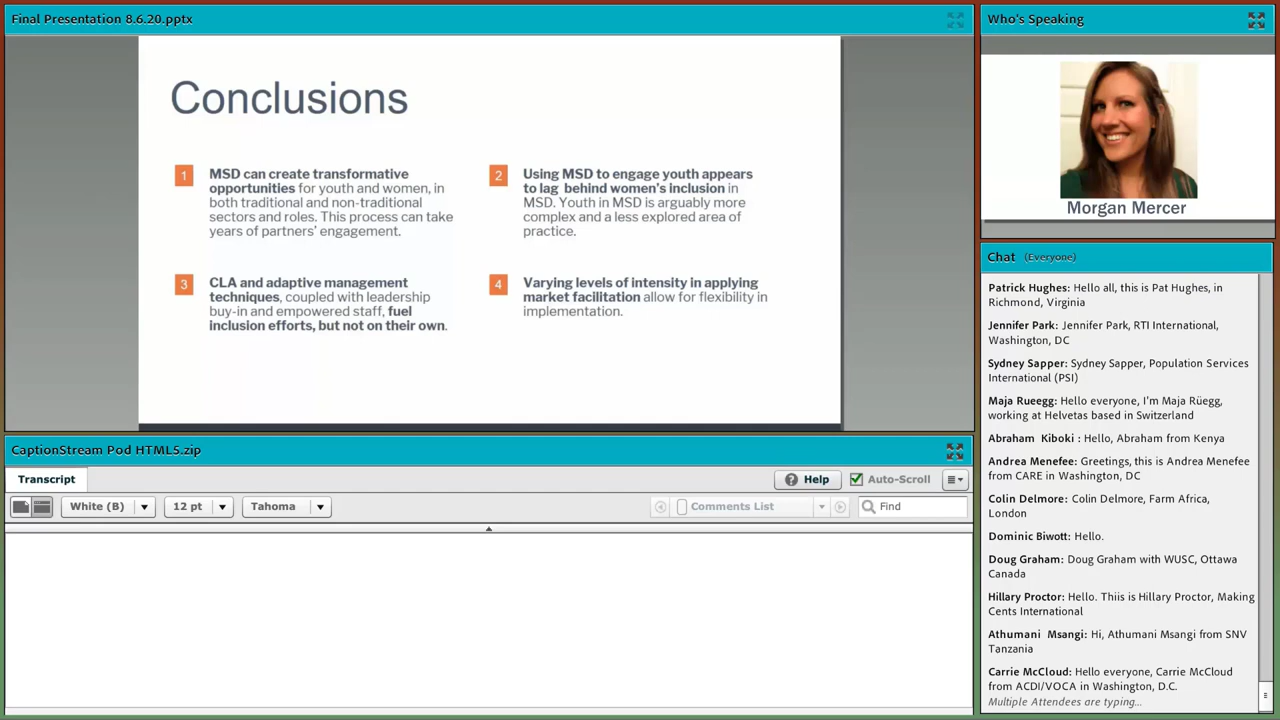 Final Presentation 8.6.20.pptx
Conclusions
1
MSD can create transformative
opportunities for youth and women, in
both traditional and non-traditional
sectors and roles. This process can take
years of partners' engagement.
2
Using MSD to engage youth appears
to lag behind women's inclusion in
MSD. Youth in MSD is arguably more
complex and a less explored area of
practice.
3
CLA and adaptive management
techniques, coupled with leadership
buy-in and empowered staff, fuel
inclusion efforts, but not on their own.
4
Varying levels of intensity in applying
market facilitation allow for flexibility in
implementation.
CaptionStream Pod HTML5.zip
Transcript
Help
Auto-Scroll
White (B)
12 pt
Tahoma
Comments List
Find
Who's Speaking
Morgan Mercer
Chat (Everyone)
Patrick Hughes: Hello all, this is Pat Hughes, in
Richmond, Virginia
Jennifer Park: Jennifer Park, RTI International,
Washington, DC
Sydney Sapper: Sydney Sapper, Population Services
International (PSI)
Maja Rueegg: Hello everyone, I'm Maja Rüegg,
working at Helvetas based in Switzerland
Abraham Kiboki : Hello, Abraham from Kenya
Andrea Menefee: Greetings, this is Andrea Menefee
from CARE in Washington, DC
Colin Delmore: Colin Delmore, Farm Africa,
London
Dominic Biwott: Hello.
Doug Graham: Doug Graham with WUSC, Ottawa
Canada
Hillary Proctor: Hello. Thiis is Hillary Proctor, Making
Cents International
Athumani Msangi: Hi, Athumani Msangi from SNV
Tanzania
Carrie McCloud: Hello everyone, Carrie McCloud
from ACDI/VOCA in Washington, D.C.
Multiple Attendees are typing...